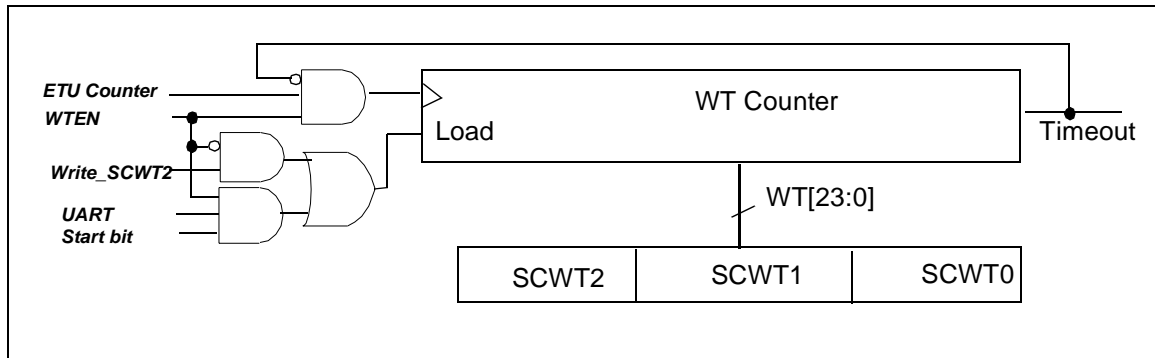 ETU Counter
WTEN
Write_SCWT2
UART
Start bit
WT Counter
Load
Timeout
WT[23:0]
SCWT2 SCWT1 SCWT0